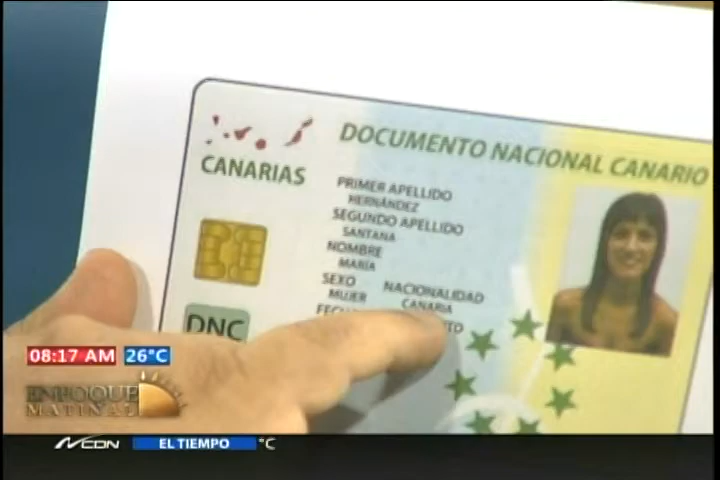 DOCUMENTO NACIONAL CANARIO
CANARIAS
PRIMER APELLIDO
HERNÁNDEZ
SEGUNDO APELLIDO
SANTANA
NOMBRE
MARÍA
SEXO NACIONALIDAD
MUJER CANARIA
DNC
08:17 AM 26°C
ENFOQUE
MATINAL
NCDN EL TIEMPO °C